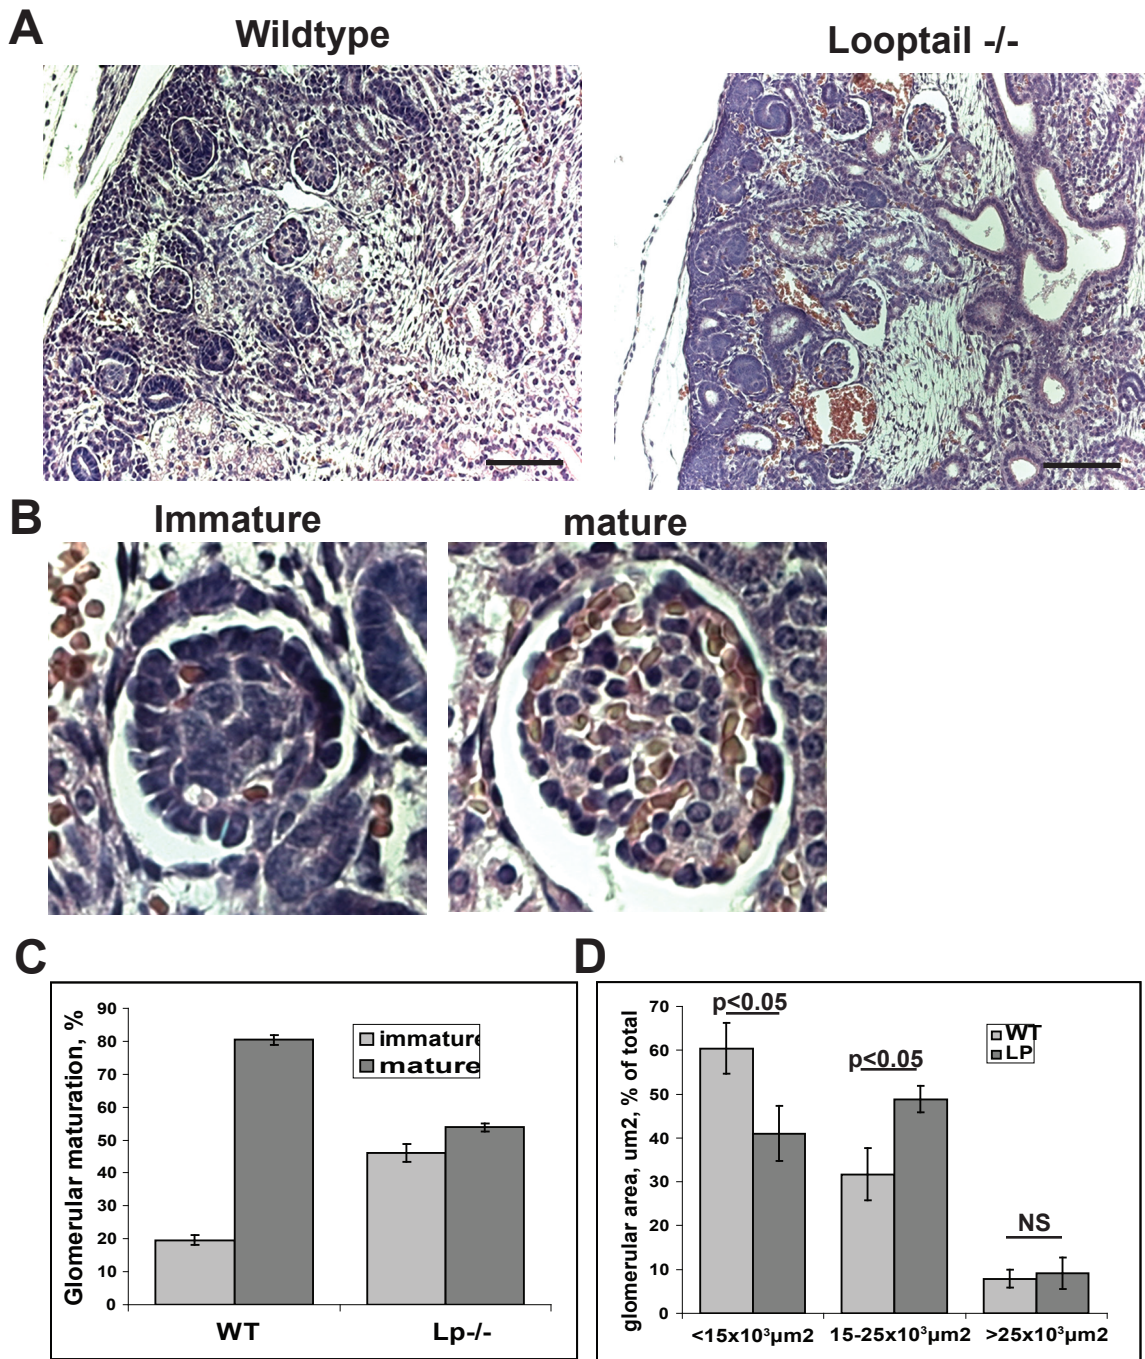 A
Wildtype
Looptail -/-
B
Immature
mature
C
Glomerular maturation, %
90
80
70
60
50
40
30
20
10
0
immature
mature
WT
Lp-/-
D
glomerular area, um2, % of total
70
60
50
40
30
20
10
0
p<0.05
p<0.05
NS
WT
LP
<15x10³µm2
15-25x10³µm2
>25x10³µm2